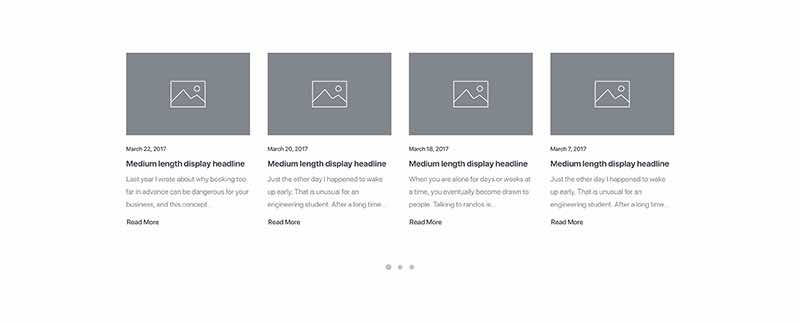 March 22, 2017
Medium length display headline
Last year I wrote about why booking too
far in advance can be dangerous for your
business, and this concept...
Read More
March 20, 2017
Medium length display headline
Just the other day I happened to wake
up early. That is unusual for an
engineering student. After a long time...
Read More
March 18, 2017
Medium length display headline
When you are alone for days or weeks at
a time, you eventually become drawn to
people. Talking to randos is...
Read More
March 7, 2017
Medium length display headline
Just the other day I happened to wake
up early. That is unusual for an
engineering student. After a long time...
Read More